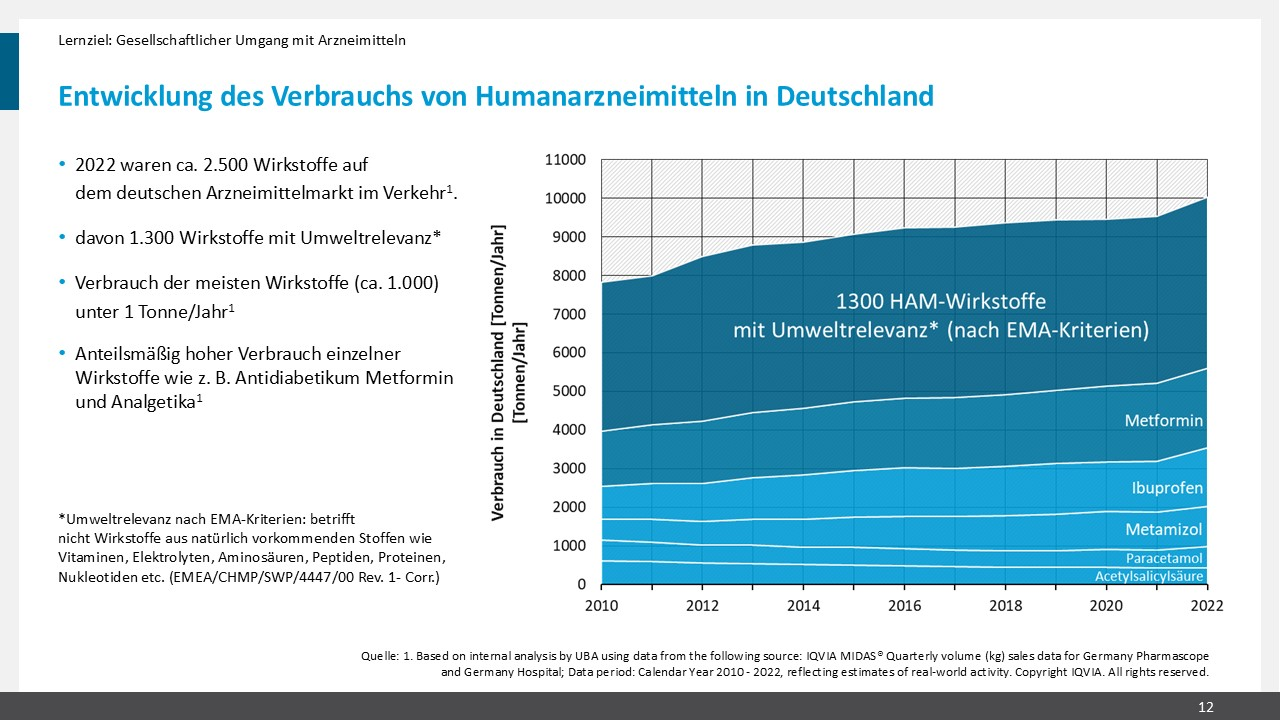 Lernziel: Gesellschaftlicher Umgang mit Arzneimitteln
Entwicklung des Verbrauchs von Humanarzneimitteln in Deutschland
• 2022 waren ca. 2.500 Wirkstoffe auf
dem deutschen Arzneimittelmarkt im Verkehr¹.
• davon 1.300 Wirkstoffe mit Umweltrelevanz*
• Verbrauch der meisten Wirkstoffe (ca. 1.000)
unter 1 Tonne/Jahr¹
• Anteilsmäßig hoher Verbrauch einzelner
Wirkstoffe wie z. B. Antidiabetikum Metformin
und Analgetika¹
*Umweltrelevanz nach EMA-Kriterien: betrifft
nicht Wirkstoffe aus natürlich vorkommenden Stoffen wie
Vitaminen, Elektrolyten, Aminosäuren, Peptiden, Proteinen,
Nukleotiden etc. (EMEA/CHMP/SWP/4447/00 Rev. 1- Corr.)
Verbrauch in Deutschland [Tonnen/Jahr]
[Tonnen/Jahr]
11000
10000
9000
8000
7000
6000
5000
4000
3000
2000
1000
0
1300 HAM-Wirkstoffe
mit Umweltrelevanz* (nach EMA-Kriterien)
Metformin
Ibuprofen
Metamizol
Paracetamol
Acetylsalicylsäure
2010 2012 2014 2016 2018 2020 2022
Quelle: 1. Based on internal analysis by UBA using data from the following source: IQVIA MIDAS® Quarterly volume (kg) sales data for Germany Pharmascope
and Germany Hospital; Data period: Calendar Year 2010 - 2022, reflecting estimates of real-world activity. Copyright IQVIA. All rights reserved.
12